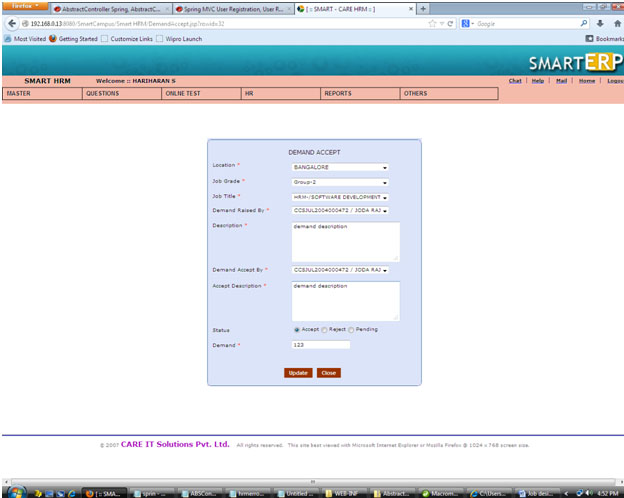 Firefox
AbstractController Spring, AbstractC... Spring MVC User Registration, User R... [ :: SMART - CARE HRM :: ]
192.168.0.13:8080/SmartCampus/Smart HRM/DemandAccept.jsp?rowid=32 Google
Most Visited Getting Started Customize Links Wipro Launch Bookmarks
SMARTERP
SMART HRM Welcome :: HARIHARAN S Chat | Help | Mail | Home | Logou
MASTER QUESTIONS ONLINE TEST HR REPORTS OTHERS
DEMAND ACCEPT
Location * BANGALORE
Job Grade * Group-2
Job Title * HRM-/SOFTWARE DEVELOPMENT
Demand Raised By * CCSJUL2004000472 / JODA RAJ
Description * demand description
Demand Accept By * CCSJUL2004000472 / JODA RAJ
Accept Description * demand description
Status Accept Reject Pending
Demand * 123
Update Close
© 2007 CARE IT Solutions Pvt. Ltd. All rights reserved. This site best viewed with Microsoft Internet Explorer or Mozilla Firefox @ 1024 x 768 screen size.
[ :: SMA... sprin - ... ABSCon... hrmerro... Untitled ... WEB-INF Abstract... Macrom... C:\Users... Job desi... 4:52 PM